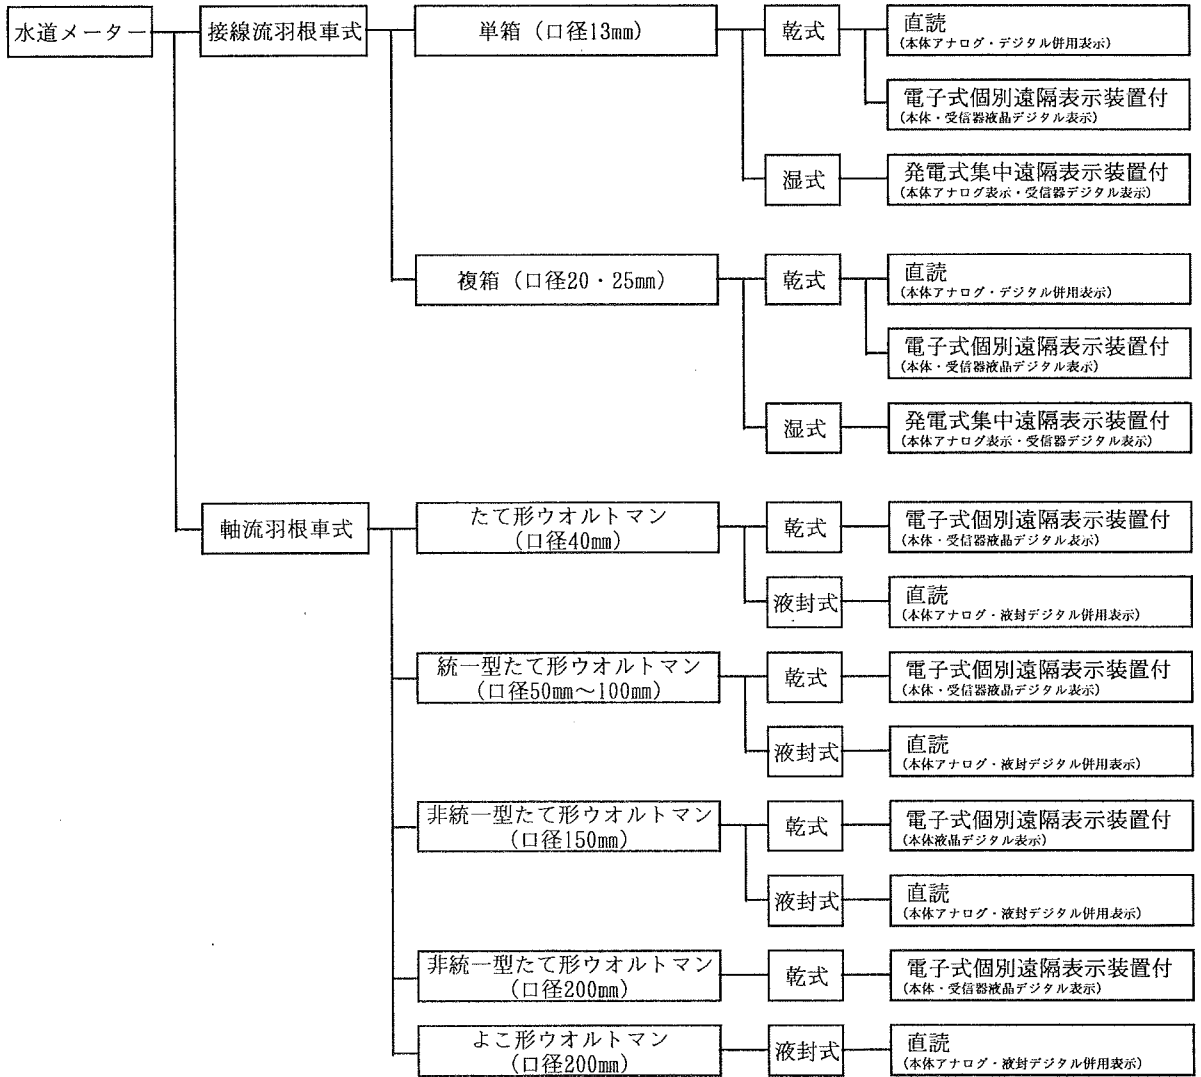 水道メーター
接線流羽根車式
単箱（口径13mm）
乾式
直読
(本体アナログ・デジタル併用表示)
電子式個別遠隔表示装置付
(本体・受信器液晶デジタル表示)
湿式
発電式集中遠隔表示装置付
(本体アナログ表示・受信器デジタル表示)
複箱（口径20・25mm）
乾式
直読
(本体アナログ・デジタル併用表示)
電子式個別遠隔表示装置付
(本体・受信器液晶デジタル表示)
湿式
発電式集中遠隔表示装置付
(本体アナログ表示・受信器デジタル表示)
軸流羽根車式
たて形ウオルトマン
（口径40mm）
乾式
電子式個別遠隔表示装置付
(本体・受信器液晶デジタル表示)
液封式
直読
(本体アナログ・液封デジタル併用表示)
統一型たて形ウオルトマン
（口径50mm～100mm）
乾式
電子式個別遠隔表示装置付
(本体・受信器液晶デジタル表示)
液封式
直読
(本体アナログ・液封デジタル併用表示)
非統一型たて形ウオルトマン
（口径150mm）
乾式
電子式個別遠隔表示装置付
(本体液晶デジタル表示)
液封式
直読
(本体アナログ・液封デジタル併用表示)
非統一型たて形ウオルトマン
（口径200mm）
乾式
電子式個別遠隔表示装置付
(本体・受信器液晶デジタル表示)
よこ形ウオルトマン
（口径200mm）
液封式
直読
(本体アナログ・液封デジタル併用表示)